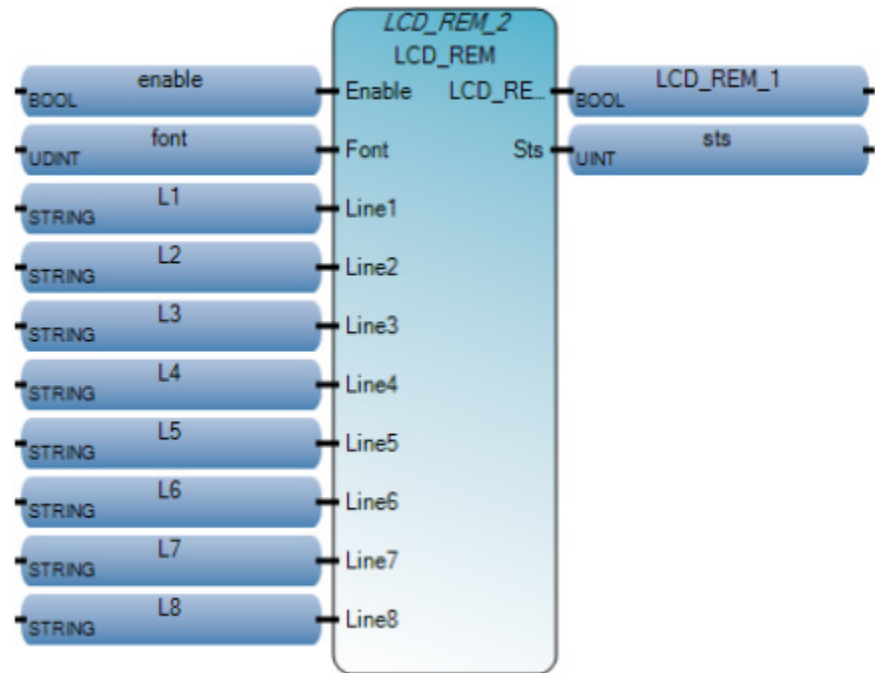 LCD_REM_2
LCD_REM
enable
BOOL
Enable
LCD_RE...
LCD_REM_1
BOOL
font
UDINT
Font
Sts
sts
UINT
L1
STRING
Line1
L2
STRING
Line2
L3
STRING
Line3
L4
STRING
Line4
L5
STRING
Line5
L6
STRING
Line6
L7
STRING
Line7
L8
STRING
Line8